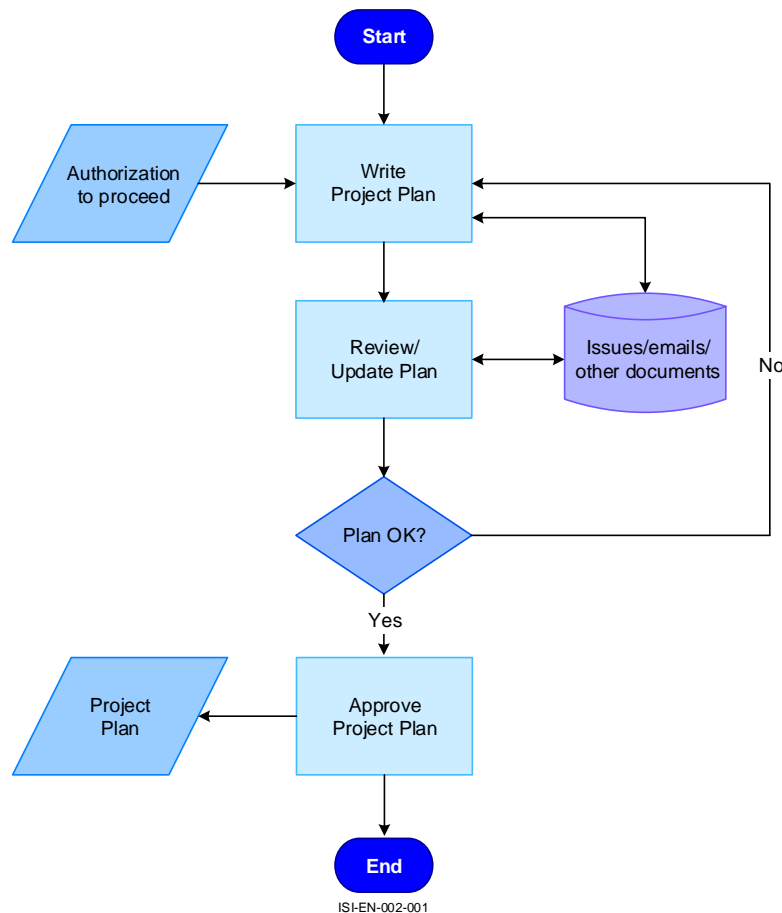 Start
Authorization
to proceed
Write
Project Plan
Review/
Update Plan
Issues/emails/
other documents
No
Plan OK?
Yes
Project
Plan
Approve
Project Plan
End
ISI-EN-002-001